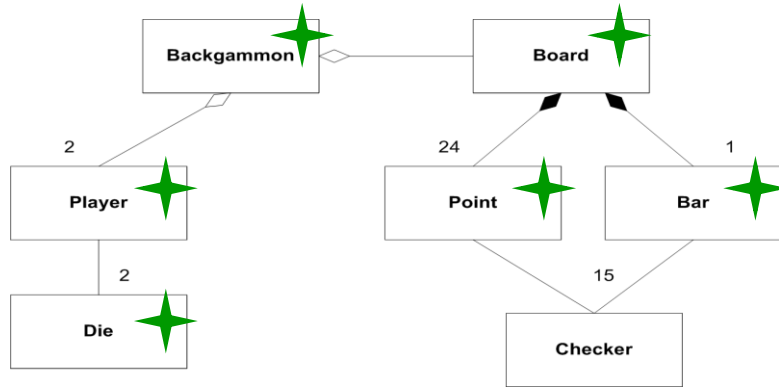 Backgammon
Board
2
24
1
Player
Point
Bar
2
15
Die
Checker